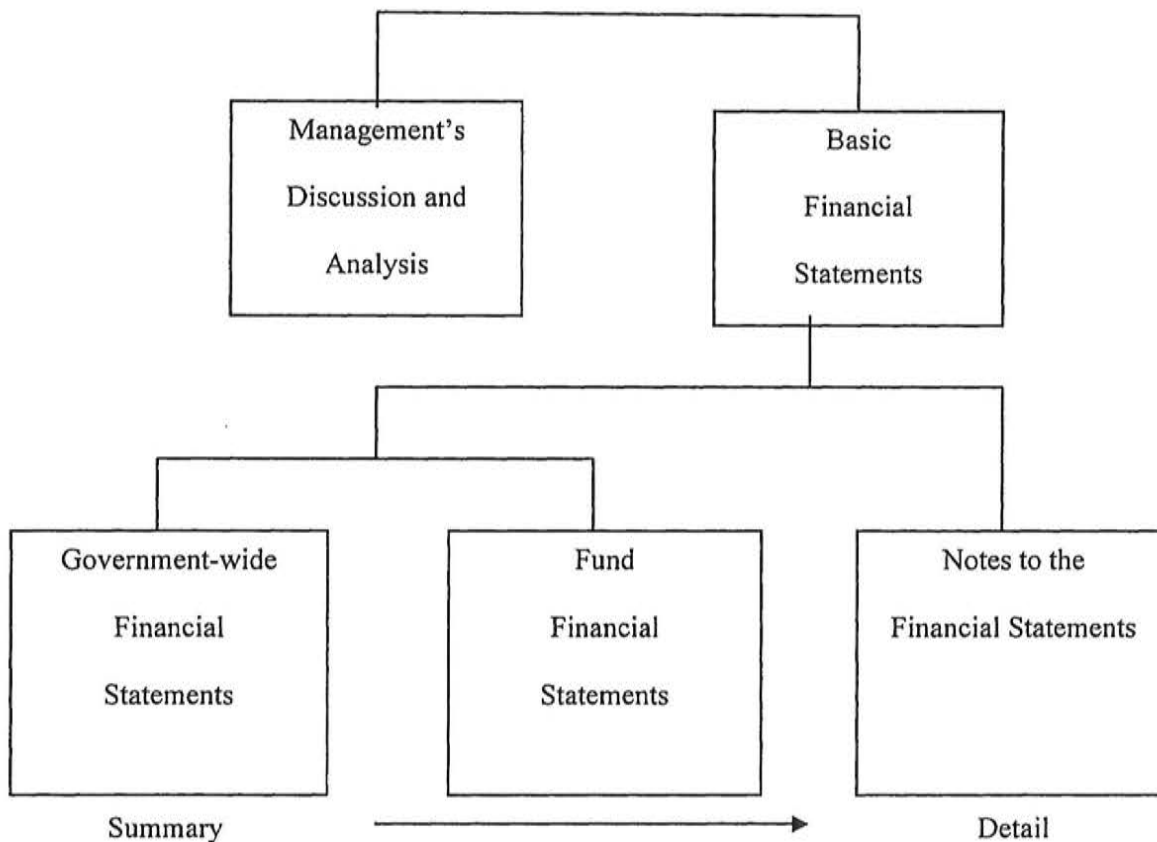 Management's
Discussion and
Analysis
Basic
Financial
Statements
Government-wide
Financial
Statements
Fund
Financial
Statements
Notes to the
Financial Statements
Summary
Detail